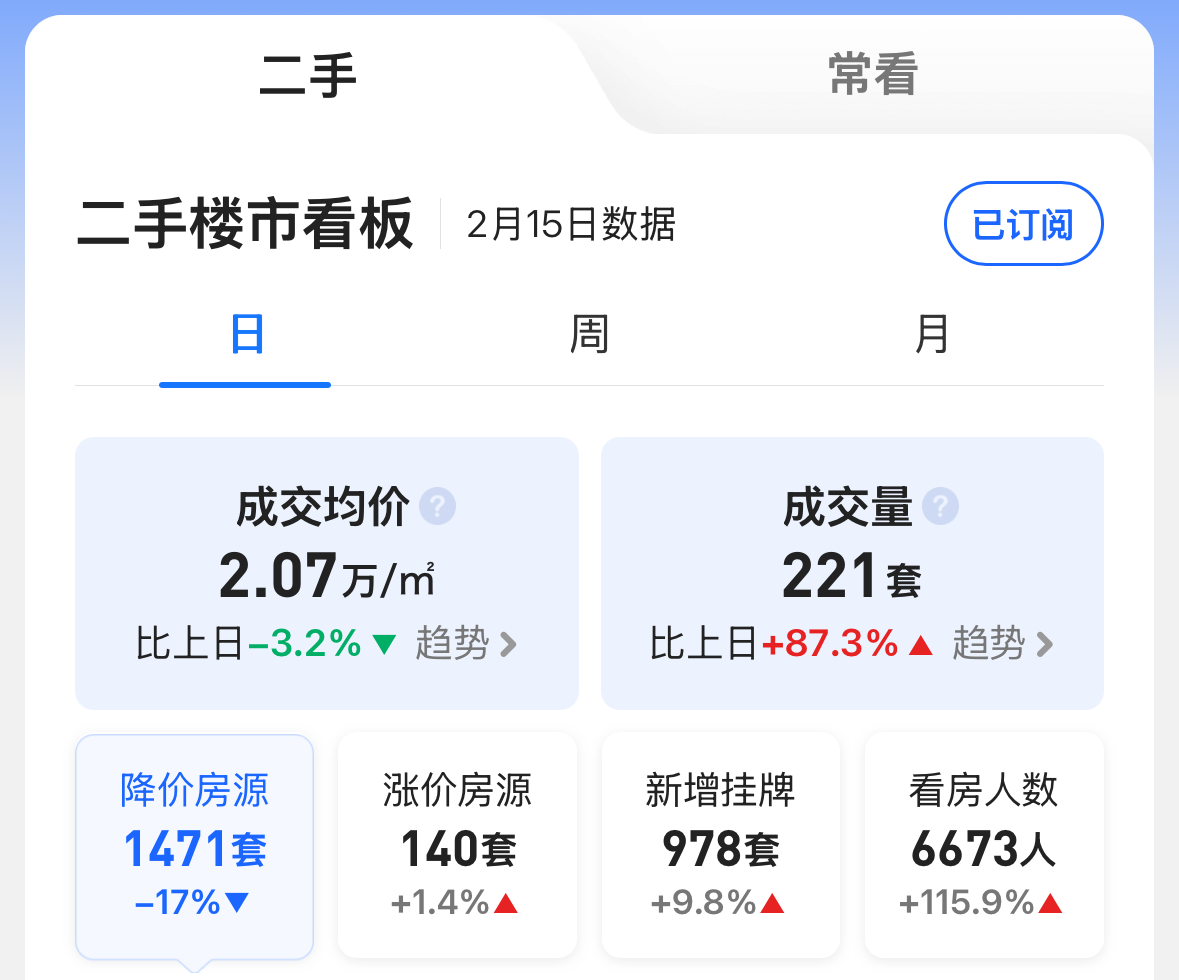 二手
常看
二手楼市看板 2月15日数据 已订阅
日 周 月
成交均价 ?
2.07万/㎡
比上日–3.2%▼ 趋势 >
成交量 ?
221套
比上日+87.3%▲ 趋势 >
降价房源
1471套
–17%▼
涨价房源
140套
+1.4%▲
新增挂牌
978套
+9.8%▲
看房人数
6673人
+115.9%▲